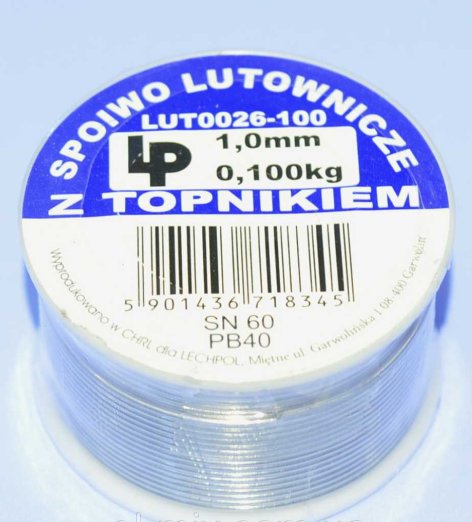 SPOIWO LUTOWNICZE
LUT0026-100
LP
1,0mm
0,100kg
Z TOPNIKIEM
5 901436 718345
SN 60
PB40
Wyprodukowano w CHRL dla LECHPOL, Miętne ul. Garwolińska 1 08-400 Garwolin